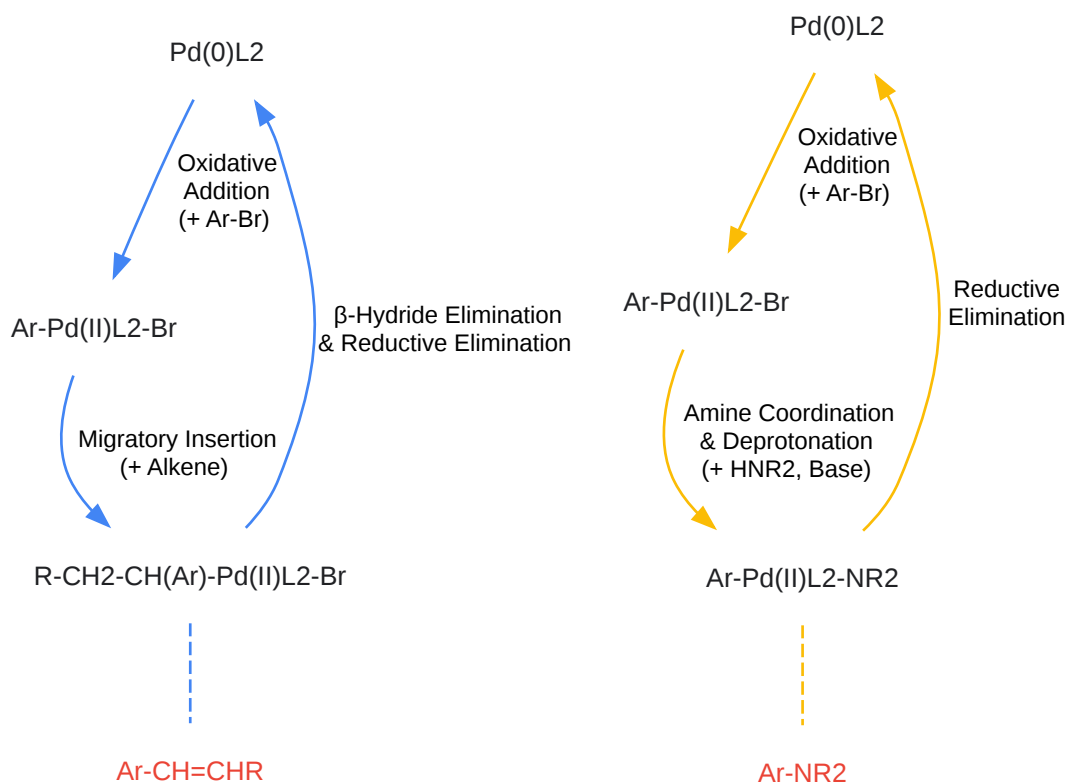 Pd(0)L2
Oxidative
Addition
(+ Ar-Br)
Ar-Pd(II)L2-Br
β-Hydride Elimination
& Reductive Elimination
Migratory Insertion
(+ Alkene)
R-CH2-CH(Ar)-Pd(II)L2-Br
Ar-CH=CHR
Pd(0)L2
Oxidative
Addition
(+ Ar-Br)
Ar-Pd(II)L2-Br
Reductive
Elimination
Amine Coordination
& Deprotonation
(+ HNR2, Base)
Ar-Pd(II)L2-NR2
Ar-NR2